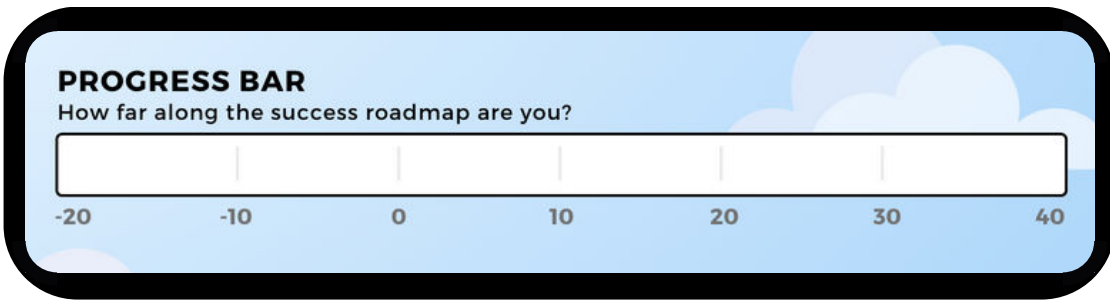 PROGRESS BAR
How far along the success roadmap are you?
-20 -10 0 10 20 30 40